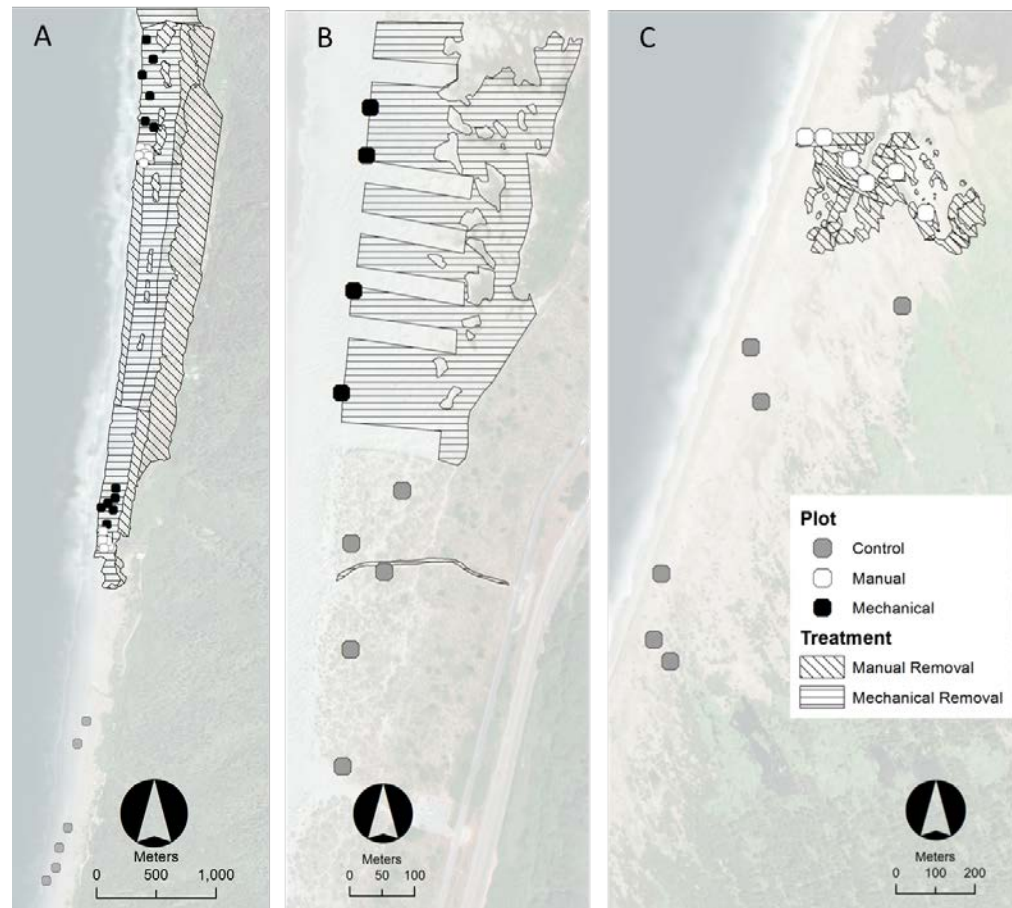 A
B
C
Plot
Control
Manual
Mechanical
Treatment
Manual Removal
Mechanical Removal
Meters
0 500 1,000
Meters
0 50 100
Meters
0 100 200